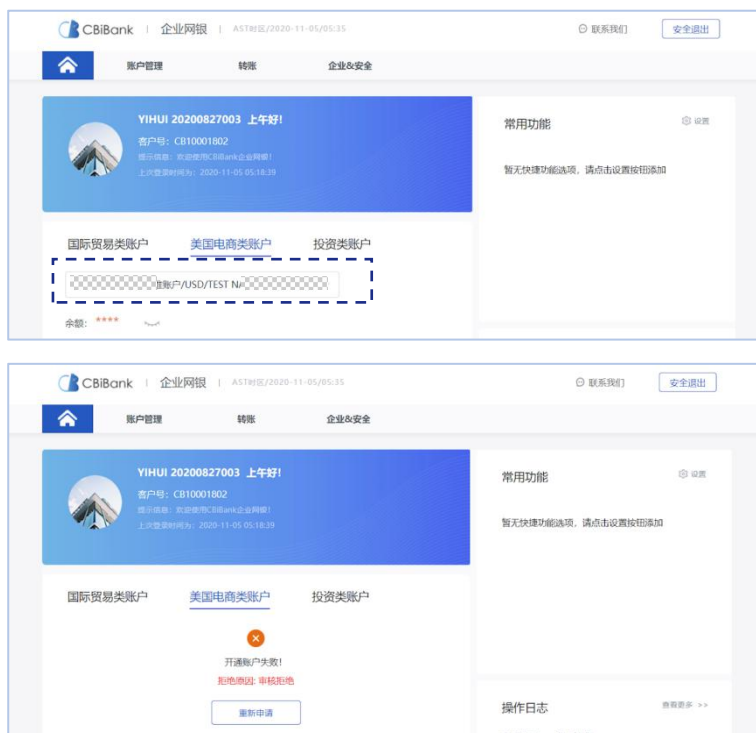 CBiBank | 企业网银 | AST时区/2020-11-05/05:35 联系我们 安全退出
账户管理 转账 企业&安全
YIHUI 20200827003 上午好!
客户号：CB10001802
提示信息：欢迎使用CBiBank企业网银!
上次登录时间为：2020-11-05 05:18:39
常用功能 设置
暂无快捷功能选项，请点击设置按钮添加
国际贸易类账户 美国电商类账户 投资类账户
账户/USD/TEST
余额：****
CBiBank | 企业网银 | AST时区/2020-11-05/05:35 联系我们 安全退出
账户管理 转账 企业&安全
YIHUI 20200827003 上午好!
客户号：CB10001802
提示信息：欢迎使用CBiBank企业网银!
上次登录时间为：2020-11-05 05:18:39
常用功能 设置
暂无快捷功能选项，请点击设置按钮添加
国际贸易类账户 美国电商类账户 投资类账户
开通账户失败!
拒绝原因: 审核拒绝
重新申请
操作日志 查看更多 >>